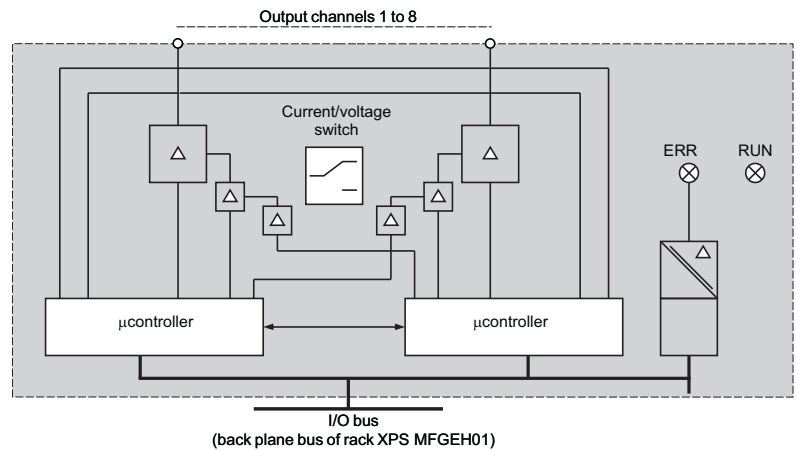 Output channels 1 to 8
Current/voltage
switch
ERR
RUN
μcontroller
μcontroller
I/O bus
(back plane bus of rack XPS MFGEH01)